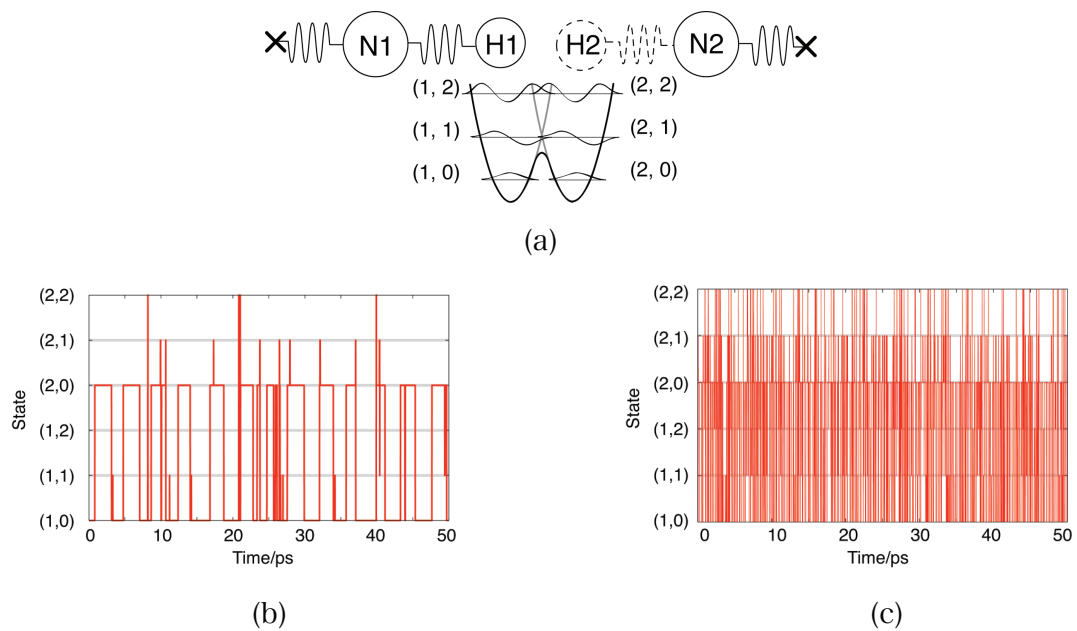 N1 H1 H2 N2
(1, 2) (2, 2)
(1, 1) (2, 1)
(1, 0) (2, 0)
(a)
(2,2)
(2,1)
(2,0)
(1,2)
(1,1)
(1,0)
State
0 10 20 30 40 50
Time/ps
(b)
(2,2)
(2,1)
(2,0)
(1,2)
(1,1)
(1,0)
State
0 10 20 30 40 50
Time/ps
(c)